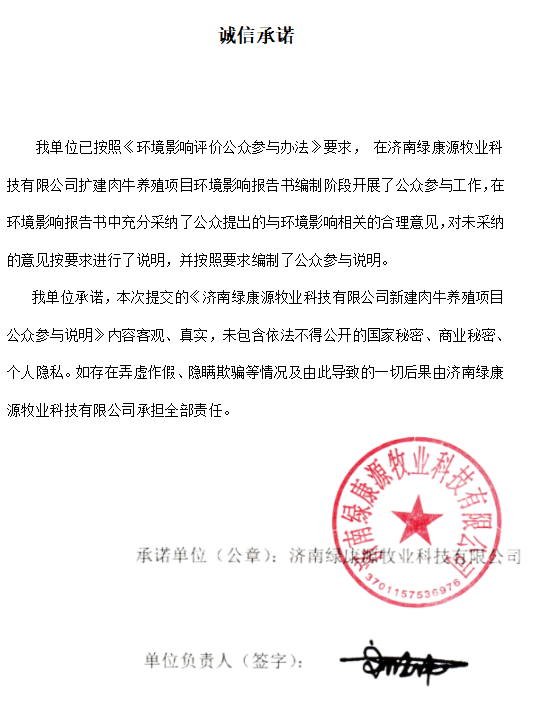 诚信承诺
我单位已按照《环境影响评价公众参与办法》要求， 在济南绿康源牧业科
技有限公司扩建肉牛养殖项目环境影响报告书编制阶段开展了公众参与工作，在
环境影响报告书中充分采纳了公众提出的与环境影响相关的合理意见，对未采纳
的意见按要求进行了说明，并按照要求编制了公众参与说明。
我单位承诺，本次提交的《济南绿康源牧业科技有限公司新建肉牛养殖项目
公众参与说明》内容客观、真实，未包含依法不得公开的国家秘密、商业秘密、
个人隐私。如存在弄虚作假、隐瞒欺骗等情况及由此导致的一切后果由济南绿康
源牧业科技有限公司承担全部责任。
济南绿康源牧业科技有限公司
承诺单位（公章）：济南绿康源牧业科技有限公司
3701157536976
单位负责人（签字）：